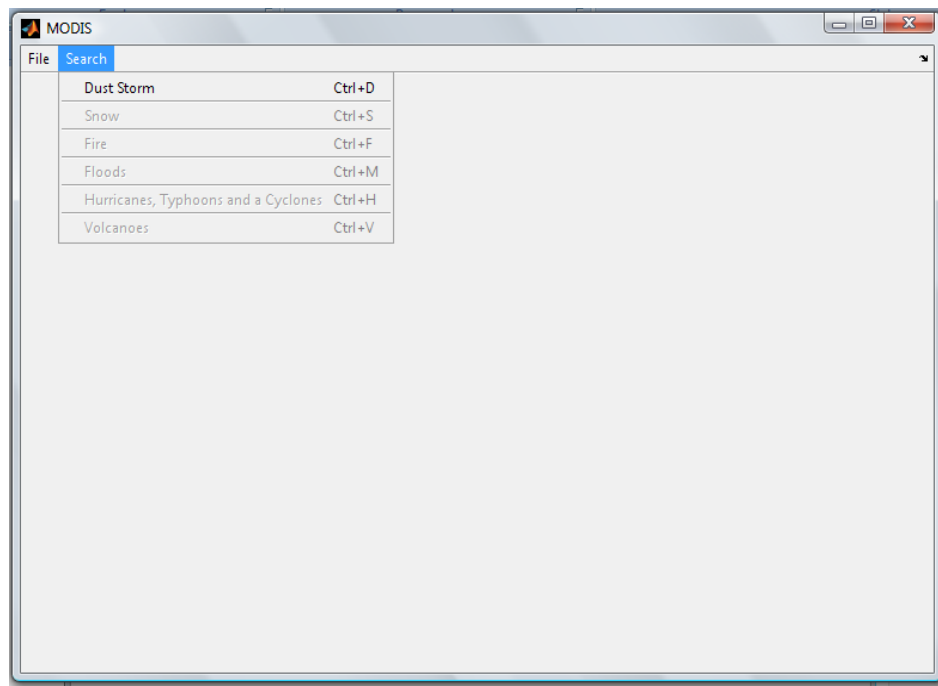 MODIS
File Search
Dust Storm Ctrl+D
Snow Ctrl+S
Fire Ctrl+F
Floods Ctrl+M
Hurricanes, Typhoons and a Cyclones Ctrl+H
Volcanoes Ctrl+V